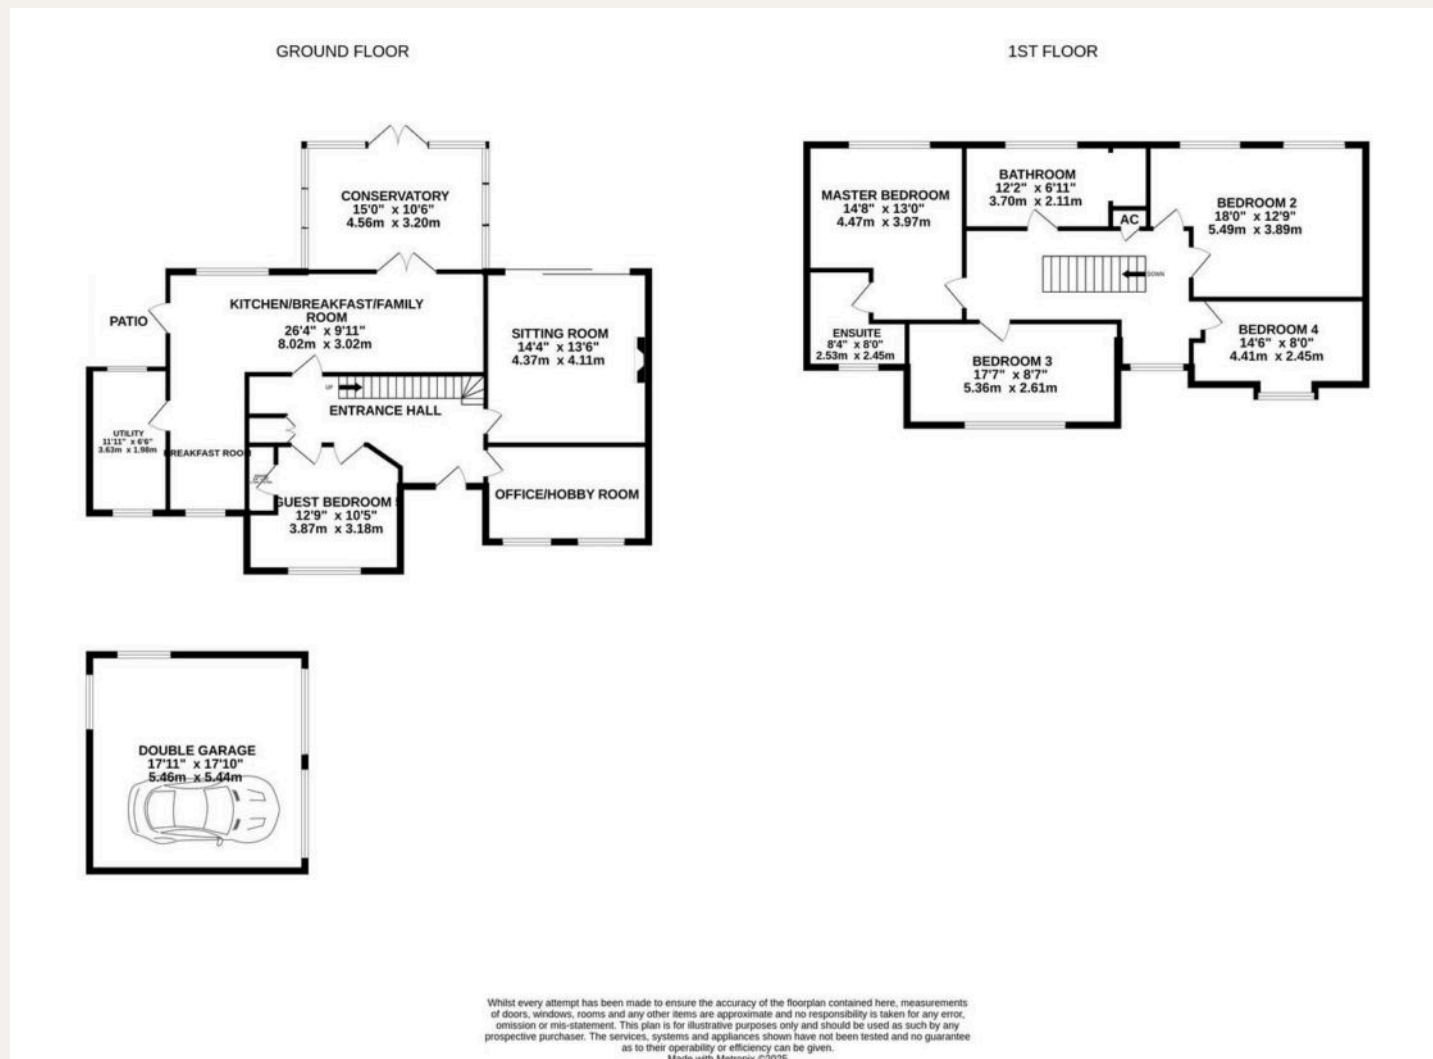 GROUND FLOOR
CONSERVATORY
15'0" x 10'6"
4.56m x 3.20m
KITCHEN/BREAKFAST/FAMILY
ROOM
26'4" x 9'11"
8.02m x 3.02m
PATIO
SITTING ROOM
14'4" x 13'6"
4.37m x 4.11m
UP
ENTRANCE HALL
UTILITY
11'11" x 6'6"
3.63m x 1.98m
BREAKFAST ROOM
GUEST BEDROOM
12'9" x 10'5"
3.87m x 3.18m
OFFICE/HOBBY ROOM
DOUBLE GARAGE
17'11" x 17'10"
5.46m x 5.44m
1ST FLOOR
MASTER BEDROOM
14'8" x 13'0"
4.47m x 3.97m
BATHROOM
12'2" x 6'11"
3.70m x 2.11m
AC
BEDROOM 2
18'0" x 12'9"
5.49m x 3.89m
DOWN
ENSUITE
8'4" x 8'0"
2.53m x 2.45m
BEDROOM 3
17'7" x 8'7"
5.36m x 2.61m
BEDROOM 4
14'6" x 8'0"
4.41m x 2.45m
Whilst every attempt has been made to ensure the accuracy of the floorplan contained here, measurements
of doors, windows, rooms and any other items are approximate and no responsibility is taken for any error,
omission or mis-statement. This plan is for illustrative purposes only and should be used as such by any
prospective purchaser. The services, systems and appliances shown have not been tested and no guarantee
as to their operability or efficiency can be given.
Made with Metropix ©2025